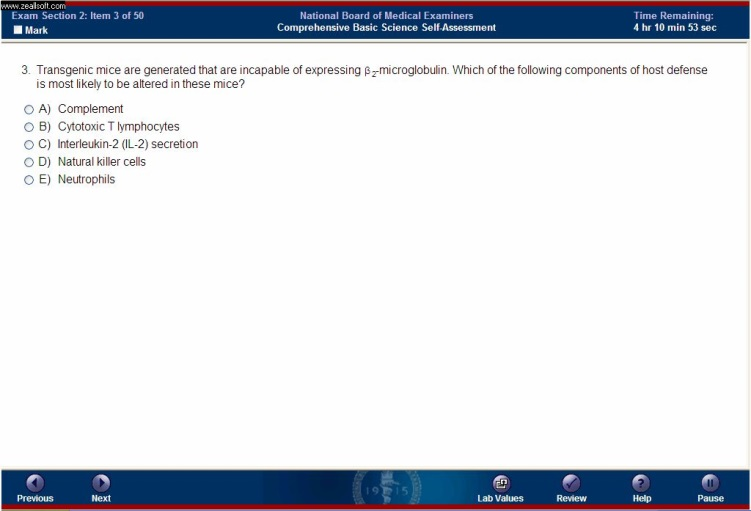 www.zeallsoft.com
Exam Section 2: Item 3 of 50
National Board of Medical Examiners
Time Remaining:
Mark
Comprehensive Basic Science Self-Assessment
4 hr 10 min 53 sec
3. Transgenic mice are generated that are incapable of expressing β₂-microglobulin. Which of the following components of host defense
is most likely to be altered in these mice?
A) Complement
B) Cytotoxic T lymphocytes
C) Interleukin-2 (IL-2) secretion
D) Natural killer cells
E) Neutrophils
1915
Previous
Next
Lab Values
Review
Help
Pause